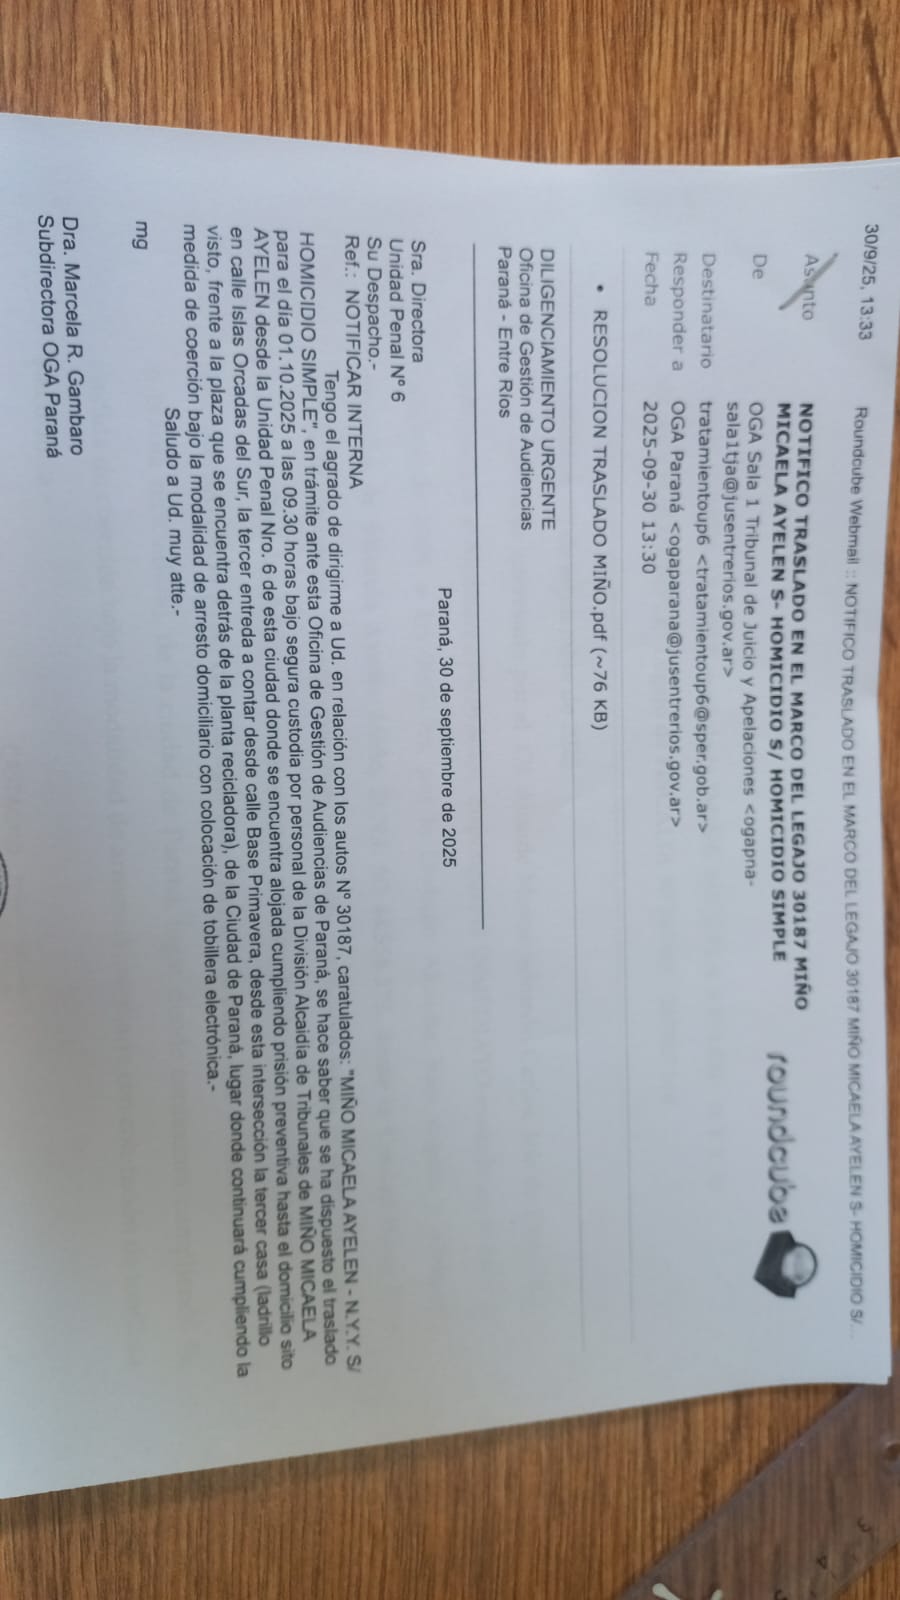 30/9/25, 13:33
Roundcube Webmail :: NOTIFICO TRASLADO EN EL MARCO DEL LEGAJO 30187 MIÑO MICAELA AYELEN S- HOMICIDIO S/...
Asunto
NOTIFICO TRASLADO EN EL MARCO DEL LEGAJO 30187 MIÑO
MICAELA AYELEN S- HOMICIDIO S/ HOMICIDIO SIMPLE
roundcube
De
OGA Sala 1 Tribunal de Juicio y Apelaciones <ogapna-
sala1tja@jusentrerios.gov.ar>
Destinatario
tratamientoup6 <tratamientoup6@sper.gob.ar>
Responder a
OGA Paraná <ogaparana@jusentrerios.gov.ar>
Fecha
2025-09-30 13:30
• RESOLUCION TRASLADO MIÑO.pdf (~76 KB)
DILIGENCIAMIENTO URGENTE
Oficina de Gestión de Audiencias
Paraná - Entre Ríos
Paraná, 30 de septiembre de 2025
Sra. Directora
Unidad Penal Nº 6
Su Despacho.-
Ref.: NOTIFICAR INTERNA
Tengo el agrado de dirigirme a Ud. en relación con los autos Nº 30187, caratulados: "MIÑO MICAELA AYELEN - N.Y.Y. S/
HOMICIDIO SIMPLE", en trámite ante esta Oficina de Gestión de Audiencias de Paraná, se hace saber que se ha dispuesto el traslado
para el día 01.10.2025 a las 09.30 horas bajo segura custodia por personal de la División Alcaidía de Tribunales de MIÑO MICAELA
AYELEN desde la Unidad Penal Nro. 6 de esta ciudad donde se encuentra alojada cumpliendo prisión preventiva hasta el domicilio sito
en calle Islas Orcadas del Sur, la tercer entreda a contar desde calle Base Primavera, desde esta intersección la tercer casa (ladrillo
visto, frente a la plaza que se encuentra detrás de la planta recicladora), de la Ciudad de Paraná, lugar donde continuará cumpliendo la
medida de coerción bajo la modalidad de arresto domiciliario con colocación de tobillera electrónica.-
Saludo a Ud. muy atte.-
mg
Dra. Marcela R. Gambaro
Subdirectora OGA Paraná